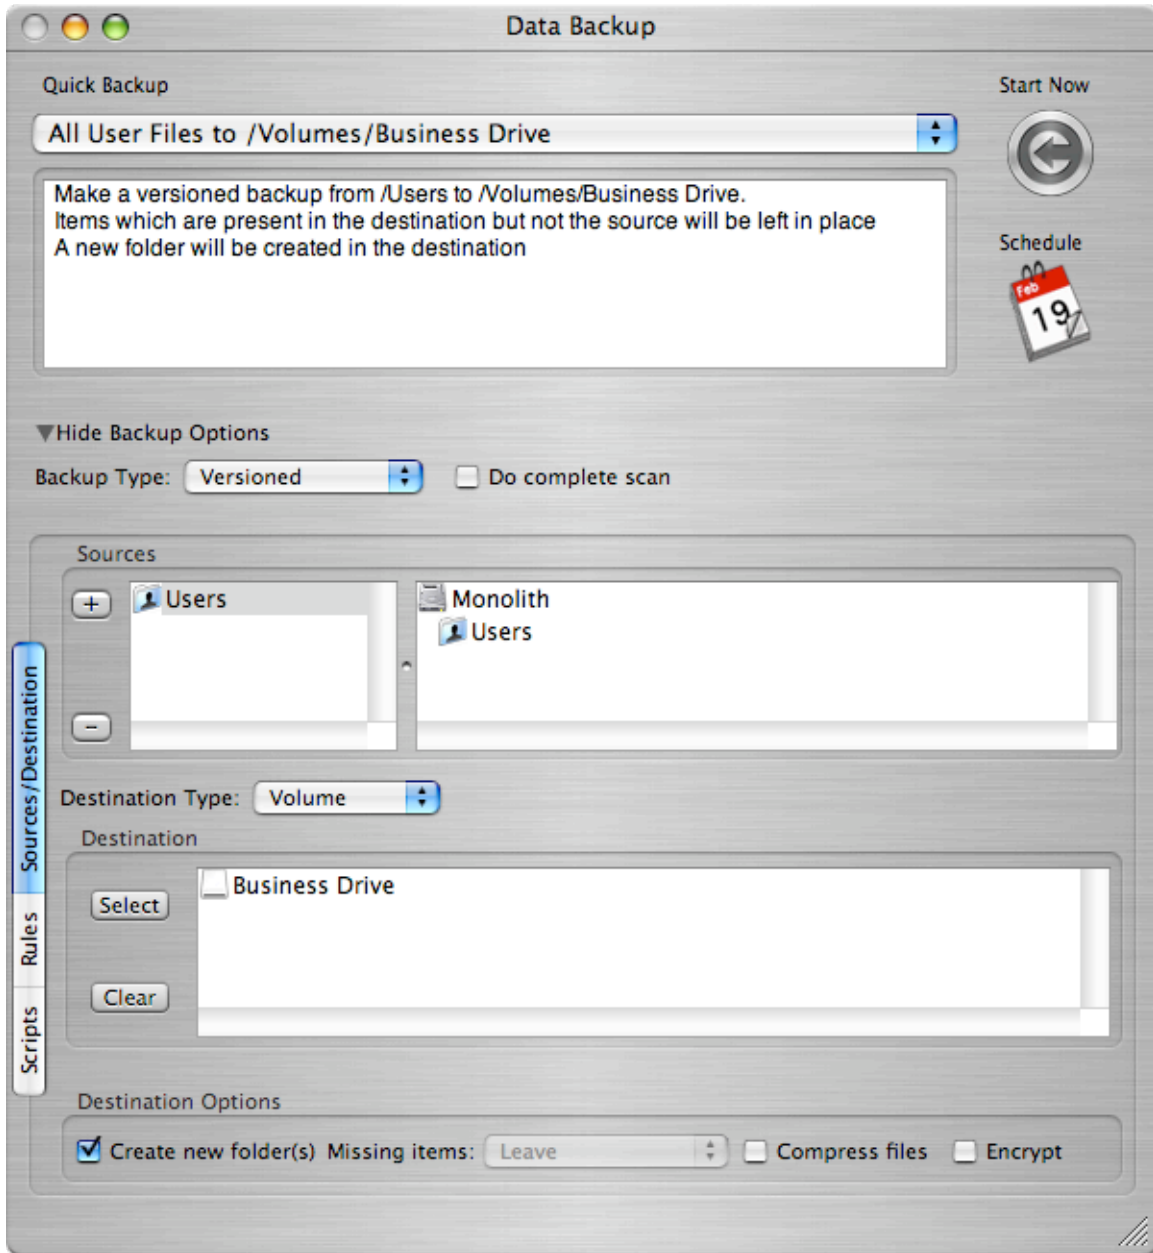 Data Backup
Quick Backup
Start Now
All User Files to /Volumes/Business Drive
Make a versioned backup from /Users to /Volumes/Business Drive.
Items which are present in the destination but not the source will be left in place
A new folder will be created in the destination
Schedule
Feb
19
Hide Backup Options
Backup Type: Versioned Do complete scan
Sources
+ Users Monolith
Users
-
Sources/Destination
Rules
Scripts
Destination Type: Volume
Destination
Business Drive
Select
Clear
Destination Options
Create new folder(s) Missing items: Leave Compress files Encrypt